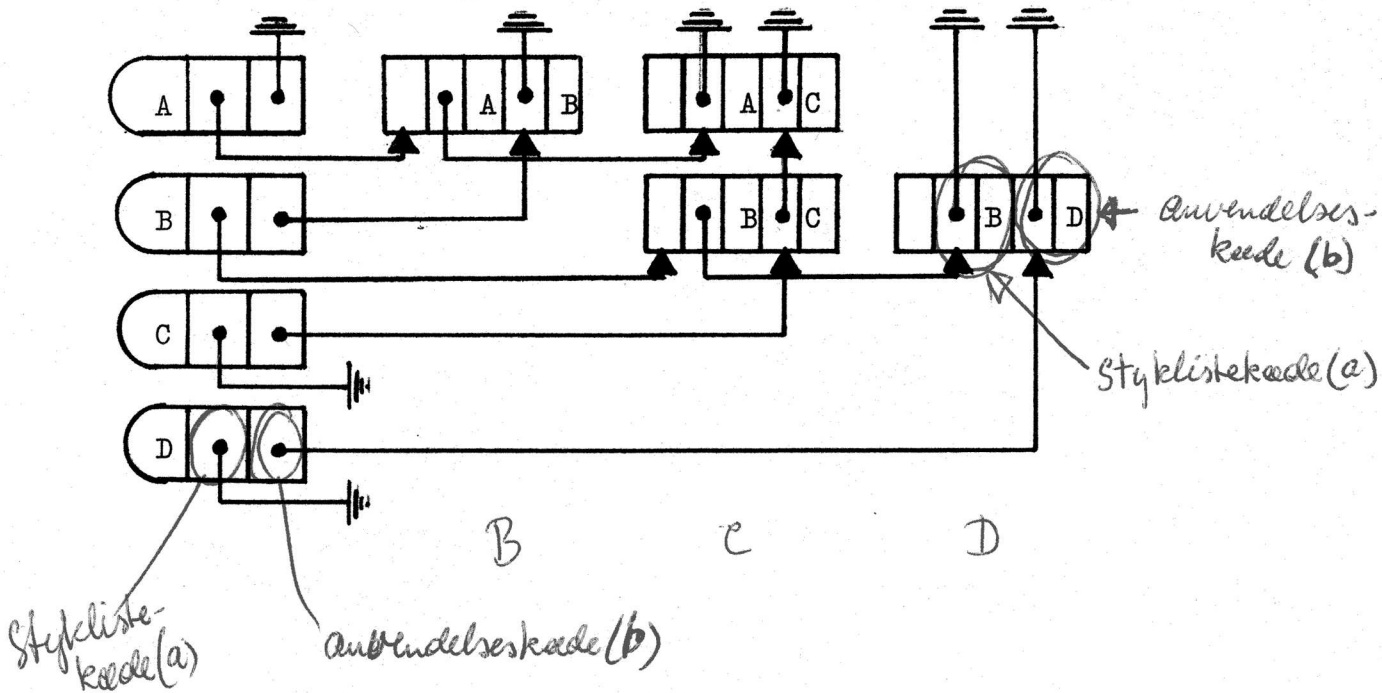 A
A B
A C
B
B C
B D
anvendelses-
kæde (b)
C
Styklistekæde (a)
D
B C D
Stykliste-
kæde (a)
anvendelseskæde (b)